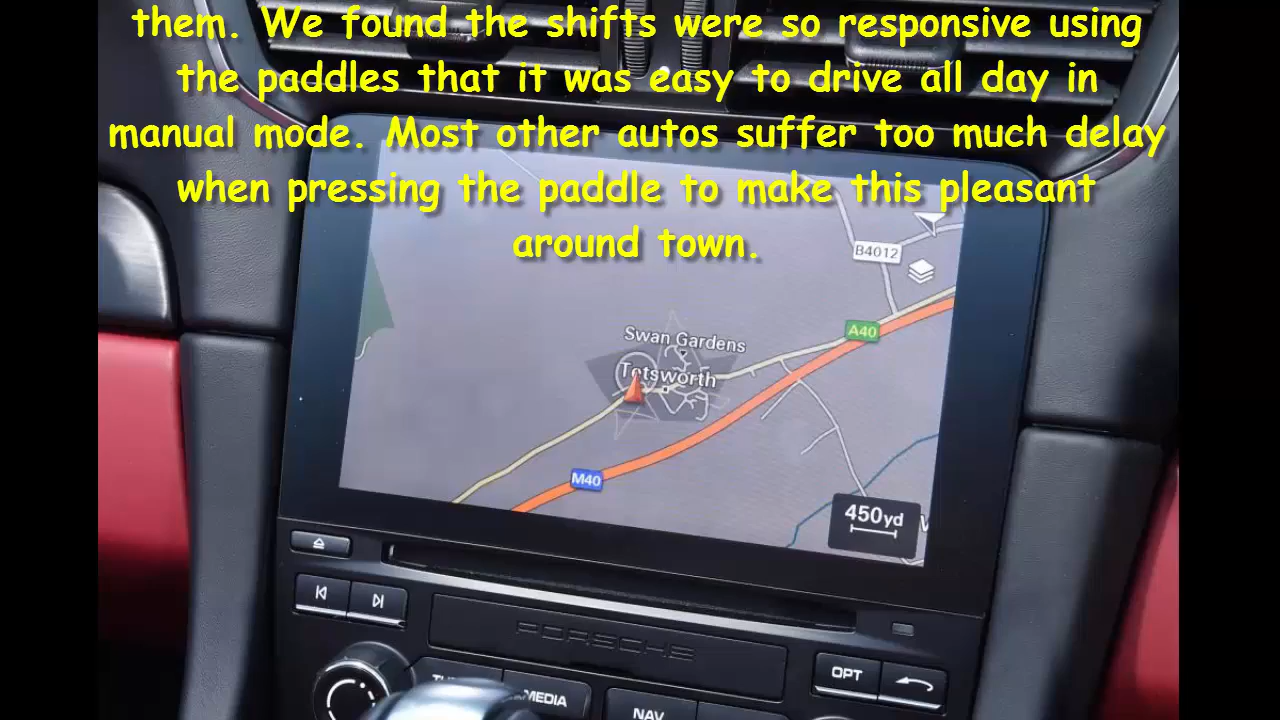 them. We found the shifts were so responsive using
the paddles that it was easy to drive all day in
manual mode. Most other autos suffer too much delay
when pressing the paddle to make this pleasant
around town.
B4012
A40
Swan Gardens
Tetsworth
M40
450yd
PORSCHE
OPT
MEDIA
NAV